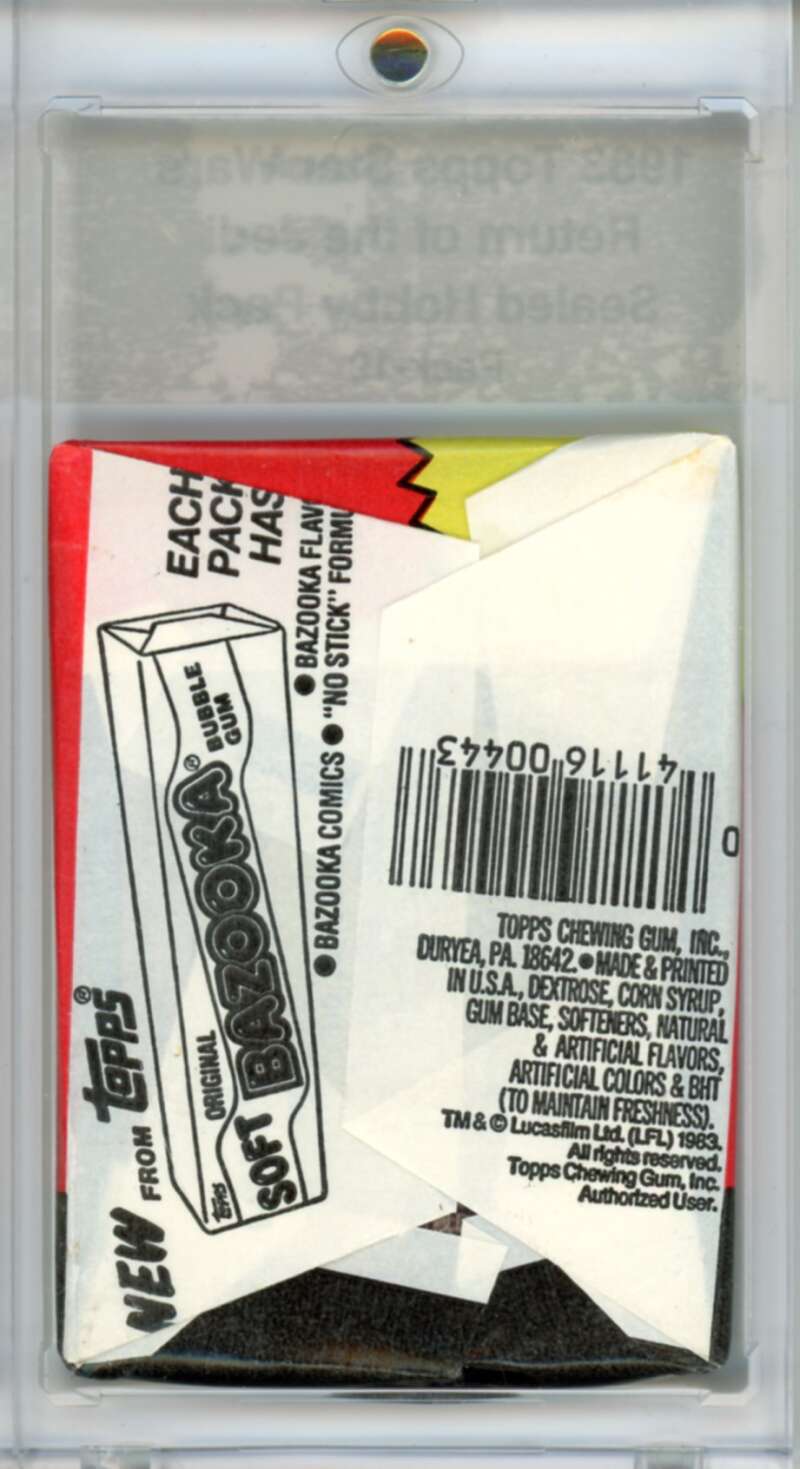 1983 Topps Star Wars
Return of the Jedi
Sealed Hobby Pack
EACH
PACK
HAS
● BAZOOKA FLAV
● BAZOOKA COMICS ● "NO STICK" FORMU
BUBBLE
GUM
ORIGINAL
SOFT BAZOOKA®
topps
NEW FROM topps®
0 41116 00443
TOPPS CHEWING GUM, INC.,
DURYEA, PA. 18642. ● MADE & PRINTED
IN U.S.A., DEXTROSE, CORN SYRUP,
GUM BASE, SOFTENERS, NATURAL
& ARTIFICIAL FLAVORS,
ARTIFICIAL COLORS & BHT
(TO MAINTAIN FRESHNESS).
TM & © Lucasfilm Ltd. (LFL) 1983.
All rights reserved.
Topps Chewing Gum, Inc.
Authorized User.